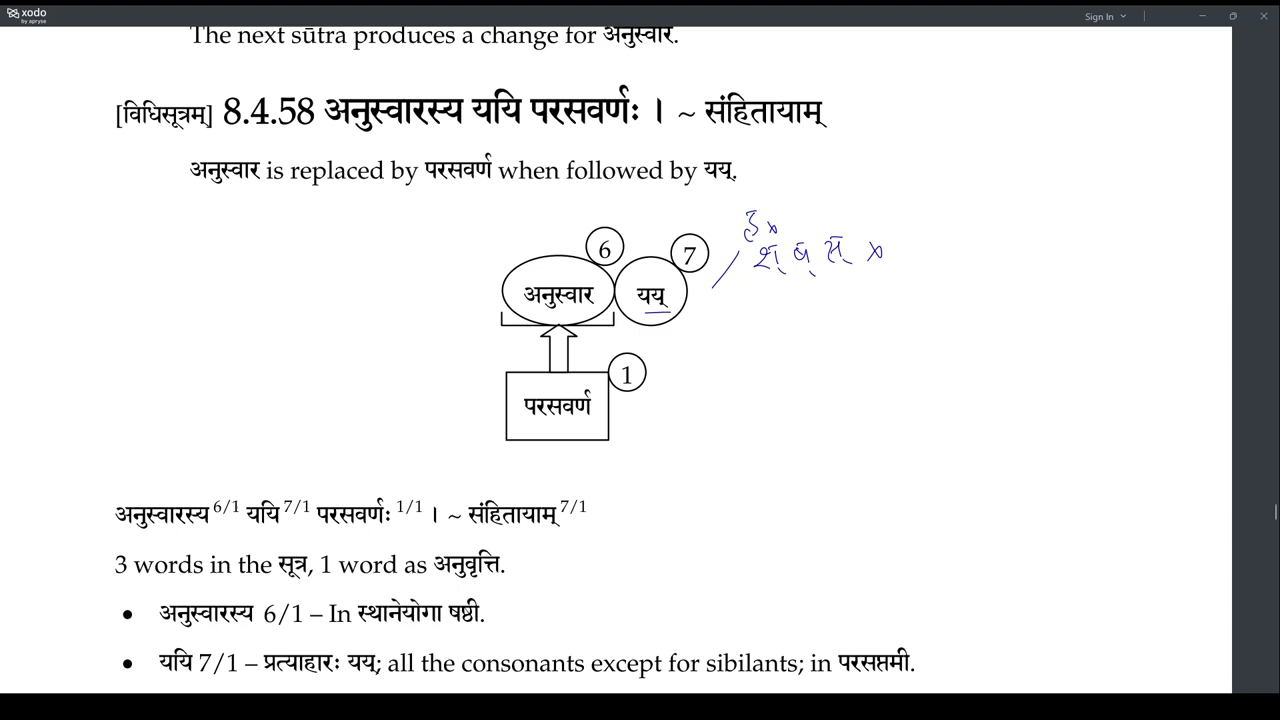 xodo
by apryse
Sign In
The next sūtra produces a change for अनुस्वार.
[विधिसूत्रम्] 8.4.58 अनुस्वारस्य ययि परसवर्णः । ~ संहितायाम्
अनुस्वार is replaced by परसवर्ण when followed by यय्.
ह् x
श् ष् स् x
6
7
अनुस्वार
यय्
1
परसवर्ण
अनुस्वारस्य 6/1 ययि 7/1 परसवर्णः 1/1 । ~ संहितायाम् 7/1
3 words in the सूत्र, 1 word as अनुवृत्ति.
• अनुस्वारस्य 6/1 – In स्थानेयोगा षष्ठी.
• ययि 7/1 – प्रत्याहारः यय्; all the consonants except for sibilants; in परसप्तमी.